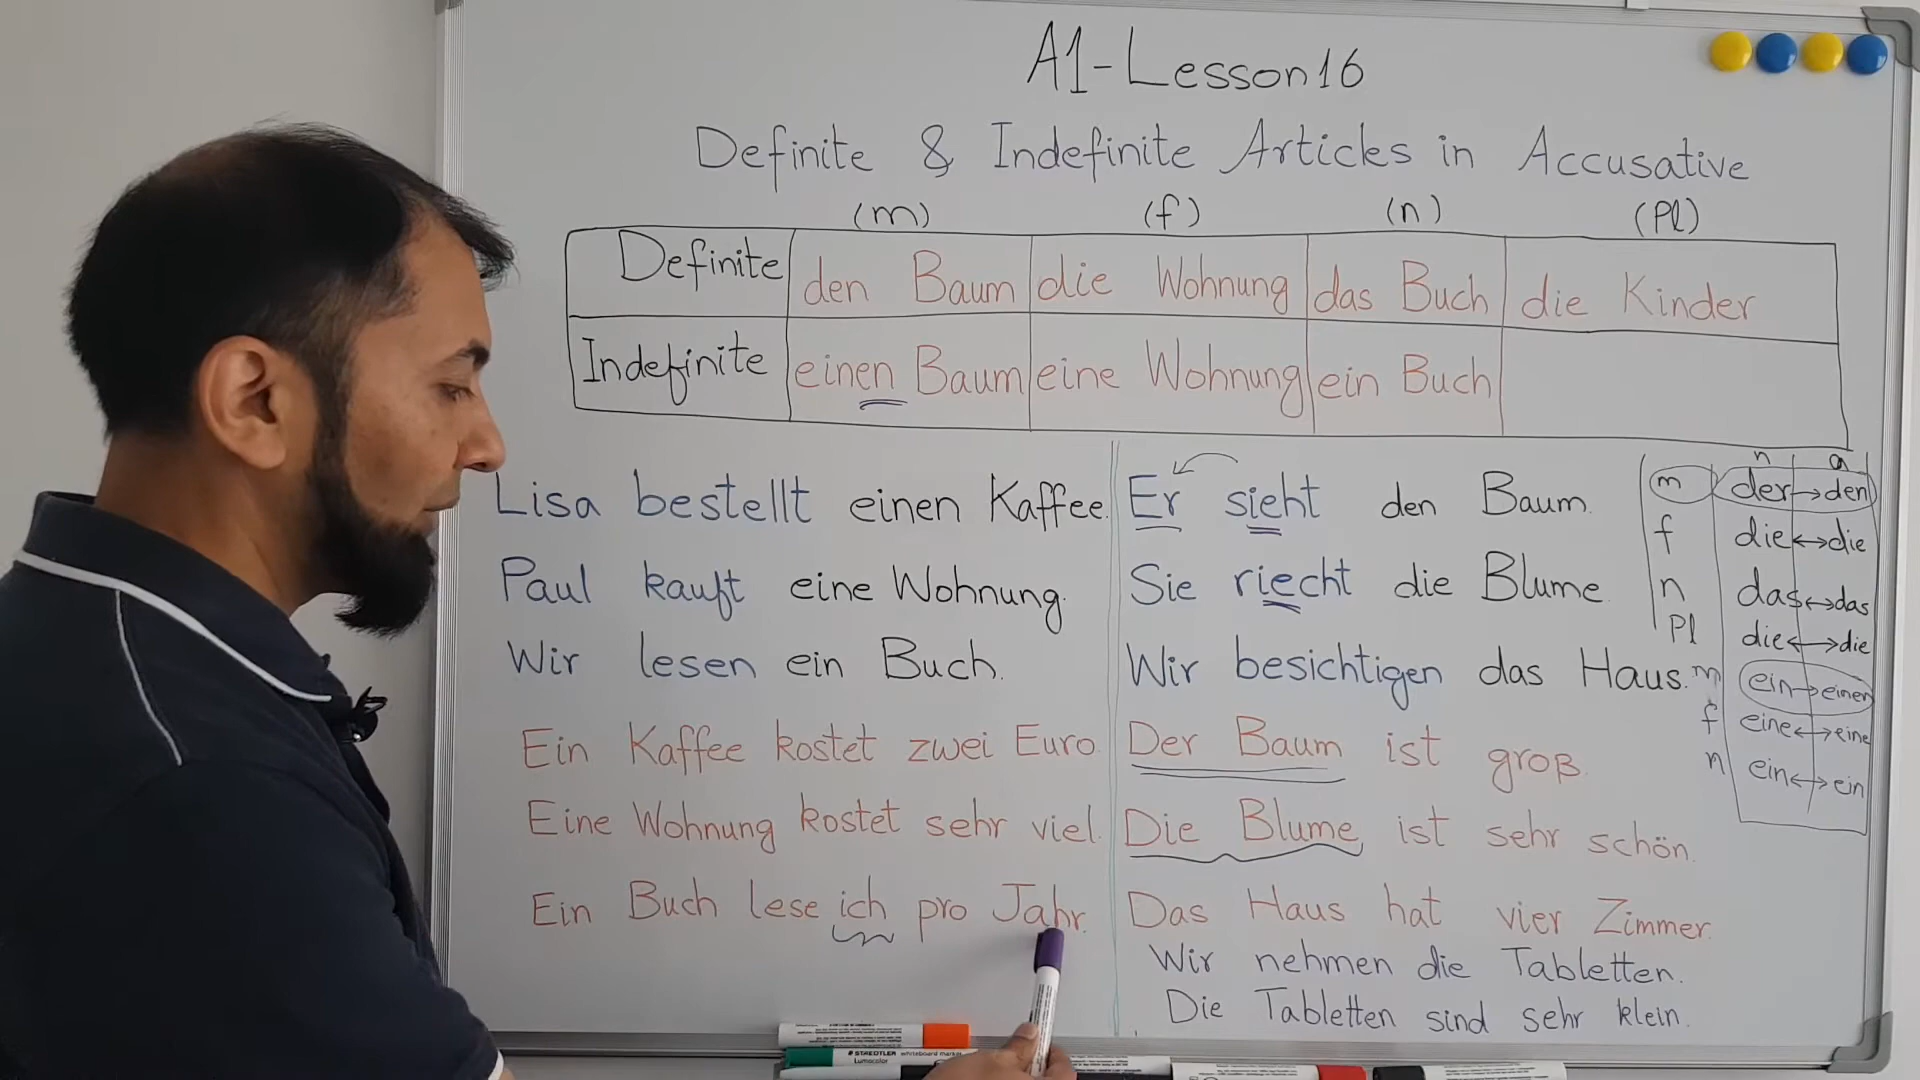 A1-Lesson16
Definite & Indefinite Articles in Accusative
(m) (f) (n) (Pl)
Definite den Baum die Wohnung das Buch die Kinder
Indefinite einen Baum eine Wohnung ein Buch
Lisa bestellt einen Kaffee.
Paul kauft eine Wohnung.
Wir lesen ein Buch.
Ein Kaffee kostet zwei Euro
Eine Wohnung kostet sehr viel.
Ein Buch lese ich pro Jahr.
Er sieht den Baum.
Sie riecht die Blume
Wir besichtigen das Haus.
Der Baum ist groß.
Die Blume ist sehr schön.
Das Haus hat vier Zimmer.
Wir nehmen die Tabletten.
Die Tabletten sind sehr klein.
n a
m der→den
f die↔die
n das↔das
Pl die↔die
m ein→einen
f eine↔eine
n ein↔ein
STAEDTLER whiteboard marker
Lumocolor